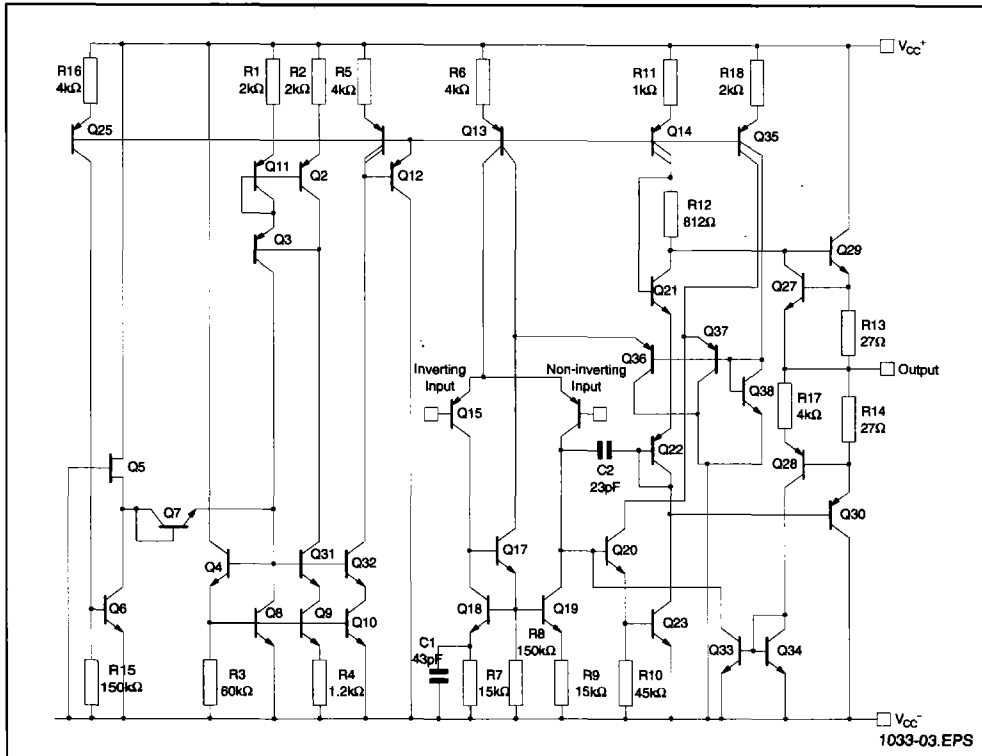 VCC+
R16
4kΩ
R1
2kΩ
R2
2kΩ
R5
4kΩ
R6
4kΩ
R11
1kΩ
R18
2kΩ
Q25
Q13
Q14
Q35
Q11
Q2
Q12
R12
812Ω
Q3
Q29
Q27
Q21
Q37
R13
27Ω
Q36
Inverting
Input
Non-inverting
Input
Output
Q38
R17
4kΩ
R14
27Ω
Q15
Q22
Q5
C2
23pF
Q28
Q7
Q30
Q4
Q31
Q32
Q17
Q20
Q6
Q8
Q9
Q10
Q18
Q19
Q23
C1
43pF
R8
150kΩ
Q33
Q34
R15
150kΩ
R3
60kΩ
R4
1.2kΩ
R7
15kΩ
R9
15kΩ
R10
45kΩ
VCC-
1033-03.EPS